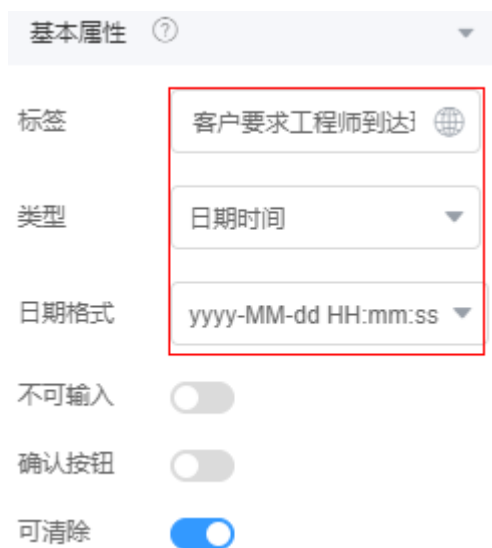 基本属性 ?
标签 客户要求工程师到达
类型 日期时间
日期格式 yyyy-MM-dd HH:mm:ss
不可输入
确认按钮
可清除